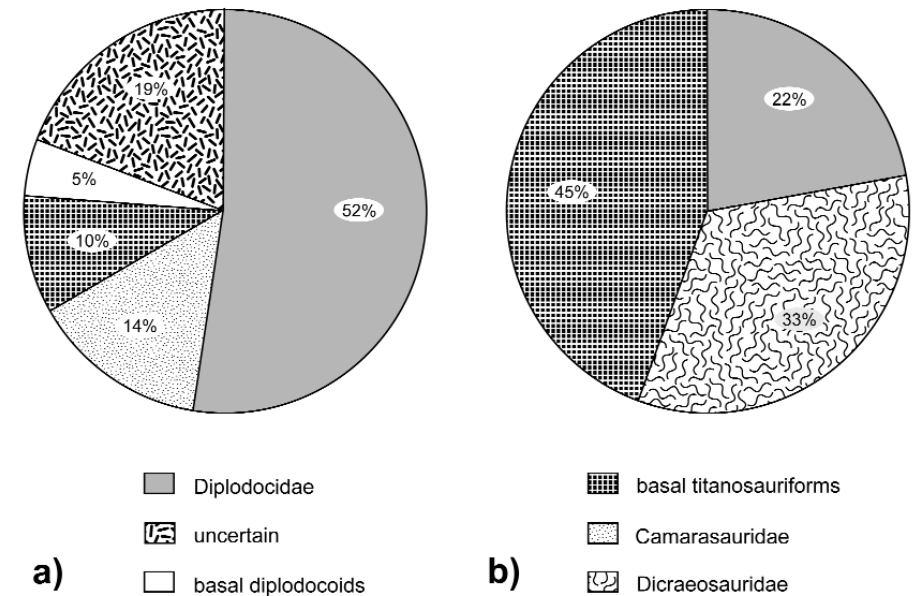 19%
5%
10%
14%
52%
45%
22%
33%
Diplodocidae
uncertain
basal diplodocoids
a)
basal titanosauriforms
Camarasauridae
Dicraeosauridae
b)